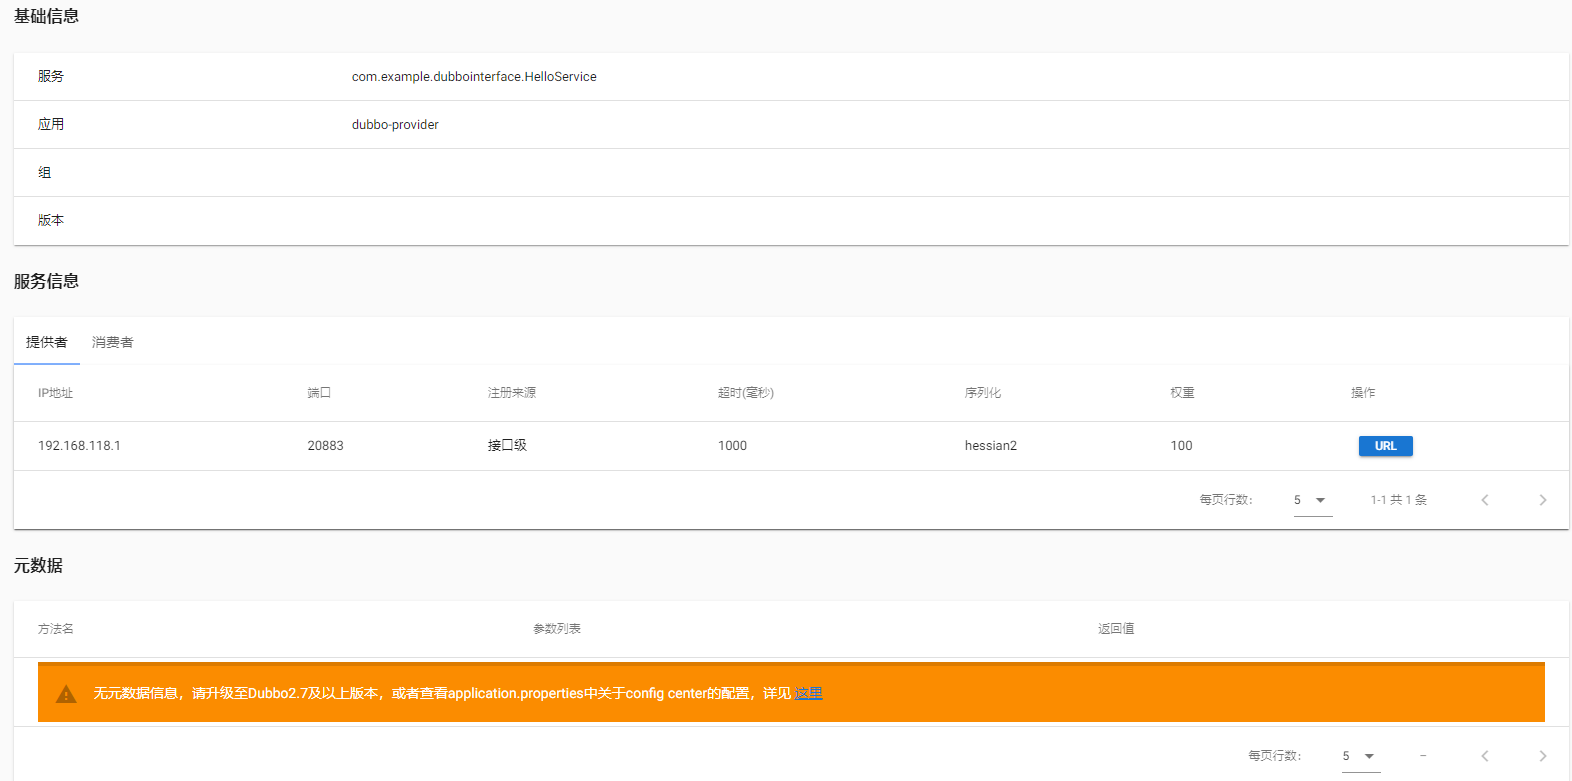 基础信息
服务 com.example.dubbointerface.HelloService
应用 dubbo-provider
组
版本
服务信息
提供者 消费者
IP地址 端口 注册来源 超时(毫秒) 序列化 权重 操作
192.168.118.1 20883 接口级 1000 hessian2 100 URL
每页行数: 5 1-1 共 1 条
元数据
方法名 参数列表 返回值
无元数据信息，请升级至Dubbo2.7及以上版本，或者查看application.properties中关于config center的配置，详见 这里
每页行数: 5 –